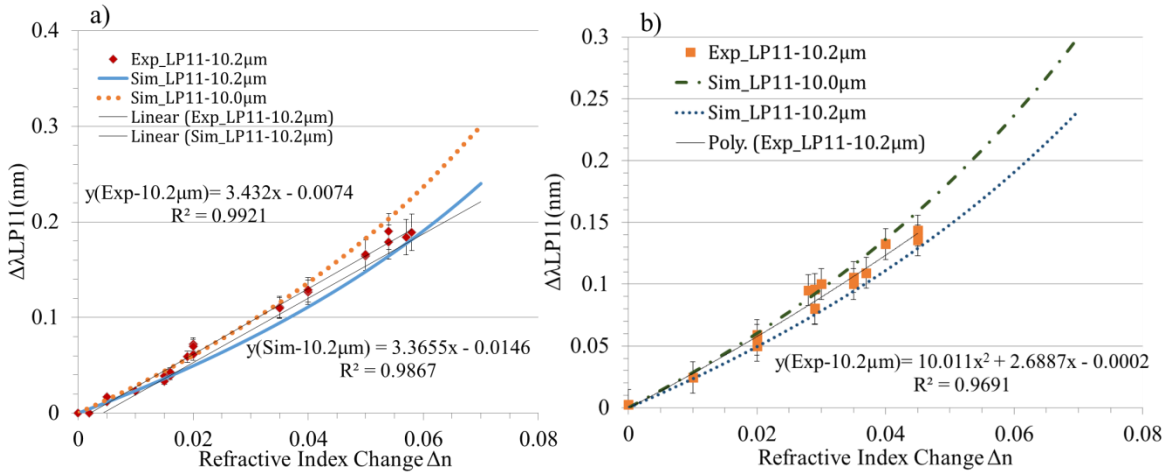 a)
Exp_LP11-10.2μm
Sim_LP11-10.2μm
Sim_LP11-10.0μm
Linear (Exp_LP11-10.2μm)
Linear (Sim_LP11-10.2μm)
y(Exp-10.2μm)= 3.432x - 0.0074
R² = 0.9921
y(Sim-10.2μm) = 3.3655x - 0.0146
R² = 0.9867
ΔλLP11(nm)
0.4
0.3
0.2
0.1
0
0 0.02 0.04 0.06 0.08
Refractive Index Change Δn
b)
Exp_LP11-10.2μm
Sim_LP11-10.0μm
Sim_LP11-10.2μm
Poly. (Exp_LP11-10.2μm)
y(Exp-10.2μm)= 10.011x² + 2.6887x - 0.0002
R² = 0.9691
ΔλLP11(nm)
0.3
0.25
0.2
0.15
0.1
0.05
0
0 0.02 0.04 0.06 0.08
Refractive Index Change Δn